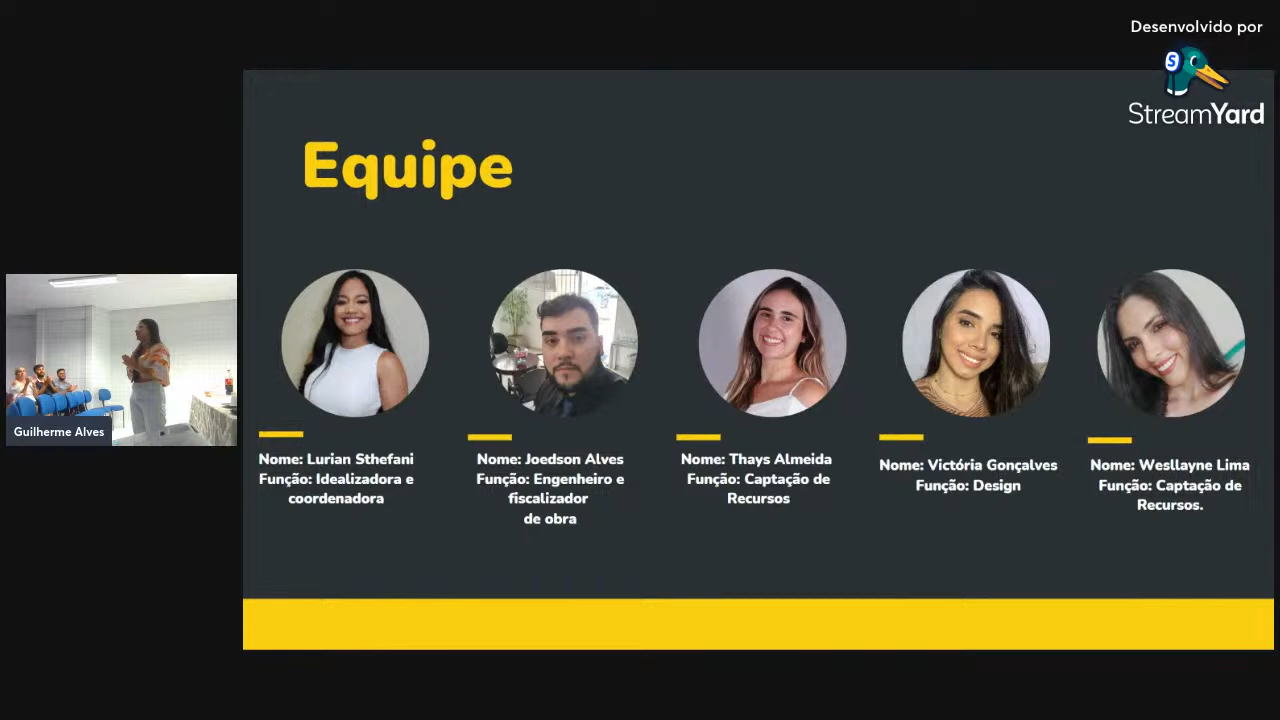 Desenvolvido por
S
StreamYard
Equipe
Guilherme Alves
Nome: Lurian Sthefani
Função: Idealizadora e
coordenadora
Nome: Joedson Alves
Função: Engenheiro e
fiscalizador
de obra
Nome: Thays Almeida
Função: Captação de
Recursos
Nome: Victória Gonçalves
Função: Design
Nome: Wesllayne Lima
Função: Captação de
Recursos.